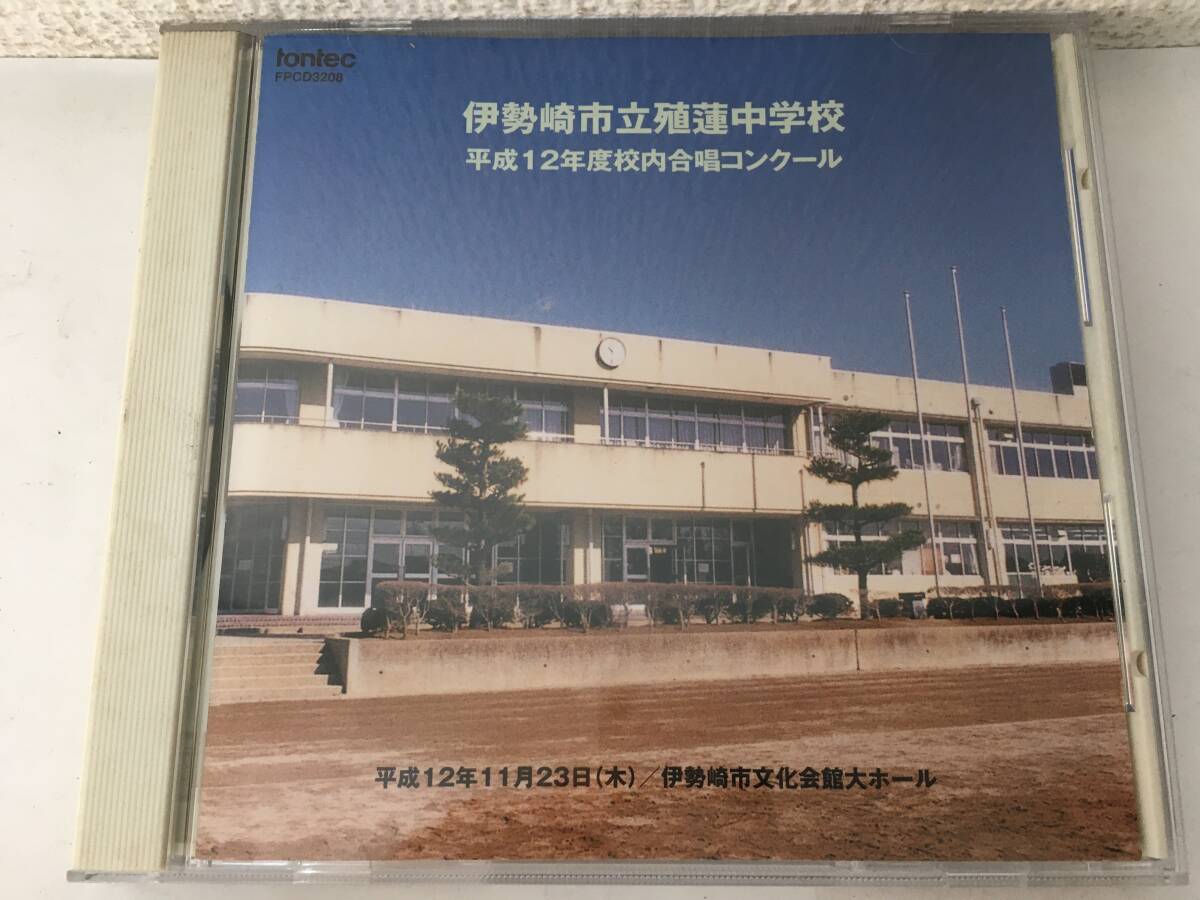 fontec
FPCD3208
伊勢崎市立殖蓮中学校
平成12年度校内合唱コンクール
平成12年11月23日(木)／伊勢崎市文化会館大ホール